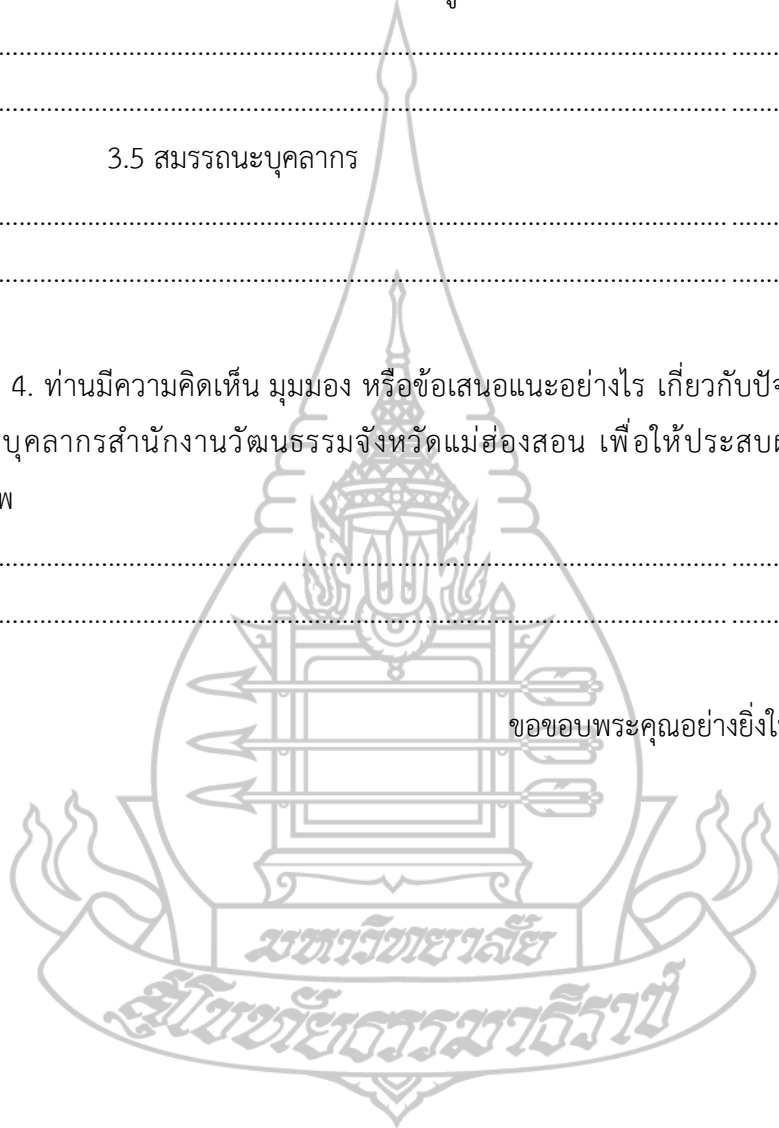 ........................................................................................................ .......
........................................................................................................ .......
3.5 สมรรถนะบุคลากร
........................................................................................................ .......
........................................................................................................ .......
4. ท่านมีความคิดเห็น มุมมอง หรือข้อเสนอแนะอย่างไร เกี่ยวกับปัจ
บุคลากรสำนักงานวัฒนธรรมจังหวัดแม่ฮ่องสอน เพื่อให้ประสบผ
พ
........................................................................................................ .......
........................................................................................................ .......
ขอขอบพระคุณอย่างยิ่งใ
มหาวิทยาลัย
สุโขทัยธรรมาธิราช